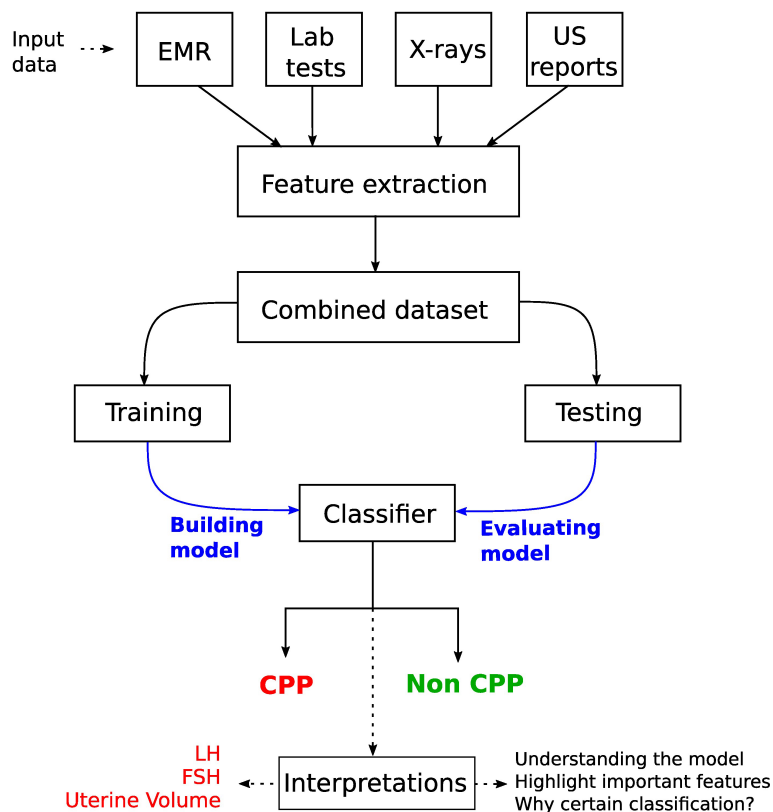 Input
data
EMR
Lab
tests
X-rays
US
reports
Feature extraction
Combined dataset
Training
Testing
Building
model
Classifier
Evaluating
model
CPP
Non CPP
LH
FSH
Uterine Volume
Interpretations
Understanding the model
Highlight important features
Why certain classification?